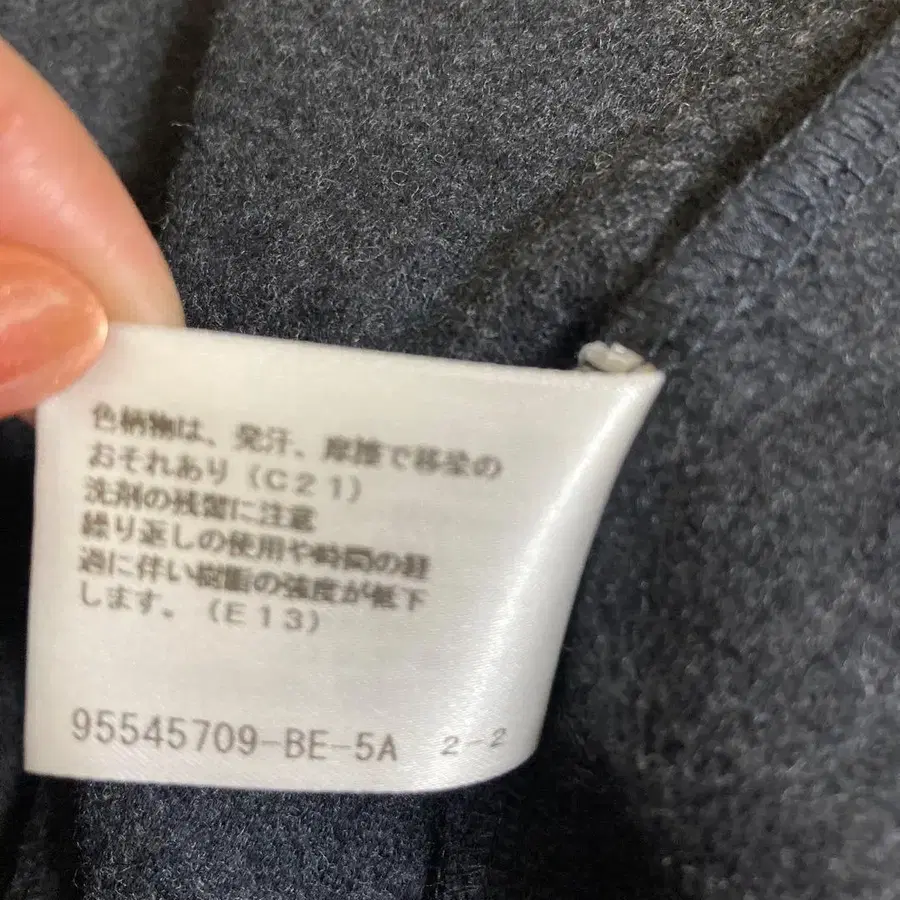 色柄物は、発汗、摩擦で移染の
おそれあり(C21)
洗剤の残留に注意
繰り返しの使用や時間の経
過に伴い樹脂の強度が低下
します。(E13)
95545709-BE-5A 2-2